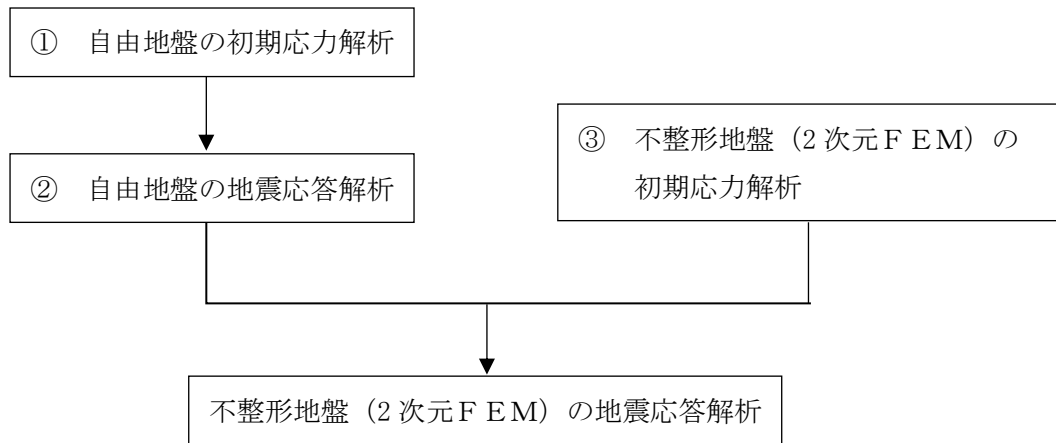 ① 自由地盤の初期応力解析
② 自由地盤の地震応答解析
③ 不整形地盤（2次元ＦＥＭ）の
初期応力解析
不整形地盤（2次元ＦＥＭ）の地震応答解析